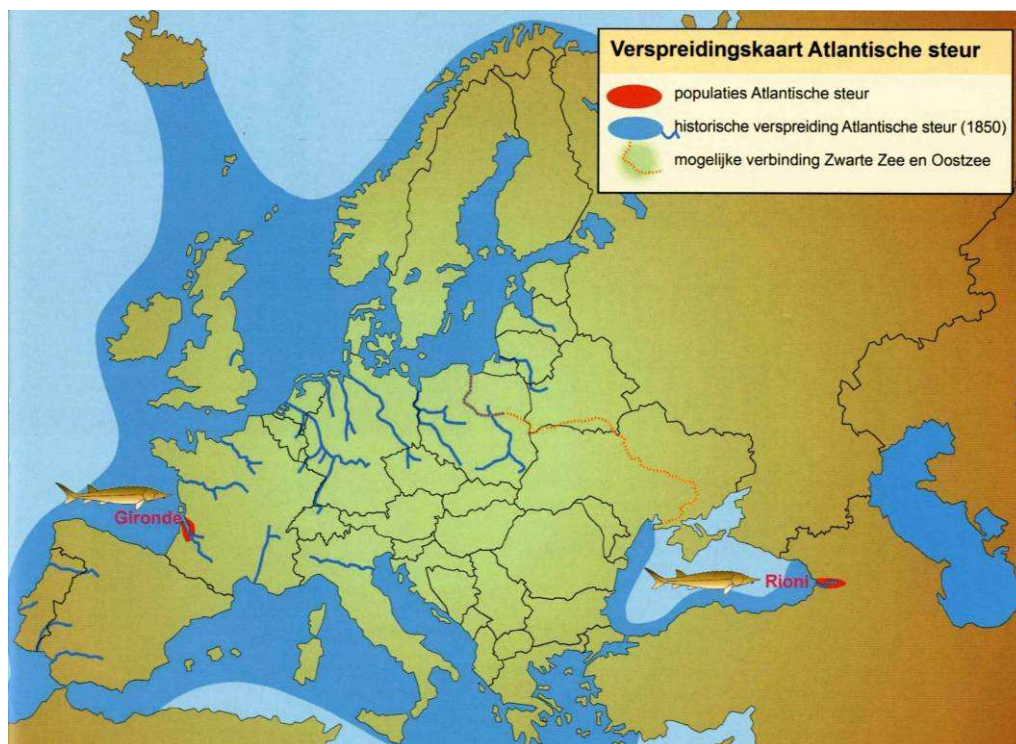 Verspreidingskaart Atlantische steur
populaties Atlantische steur
historische verspreiding Atlantische steur (1850)
mogelijke verbinding Zwarte Zee en Oostzee
Gironde
Rioni